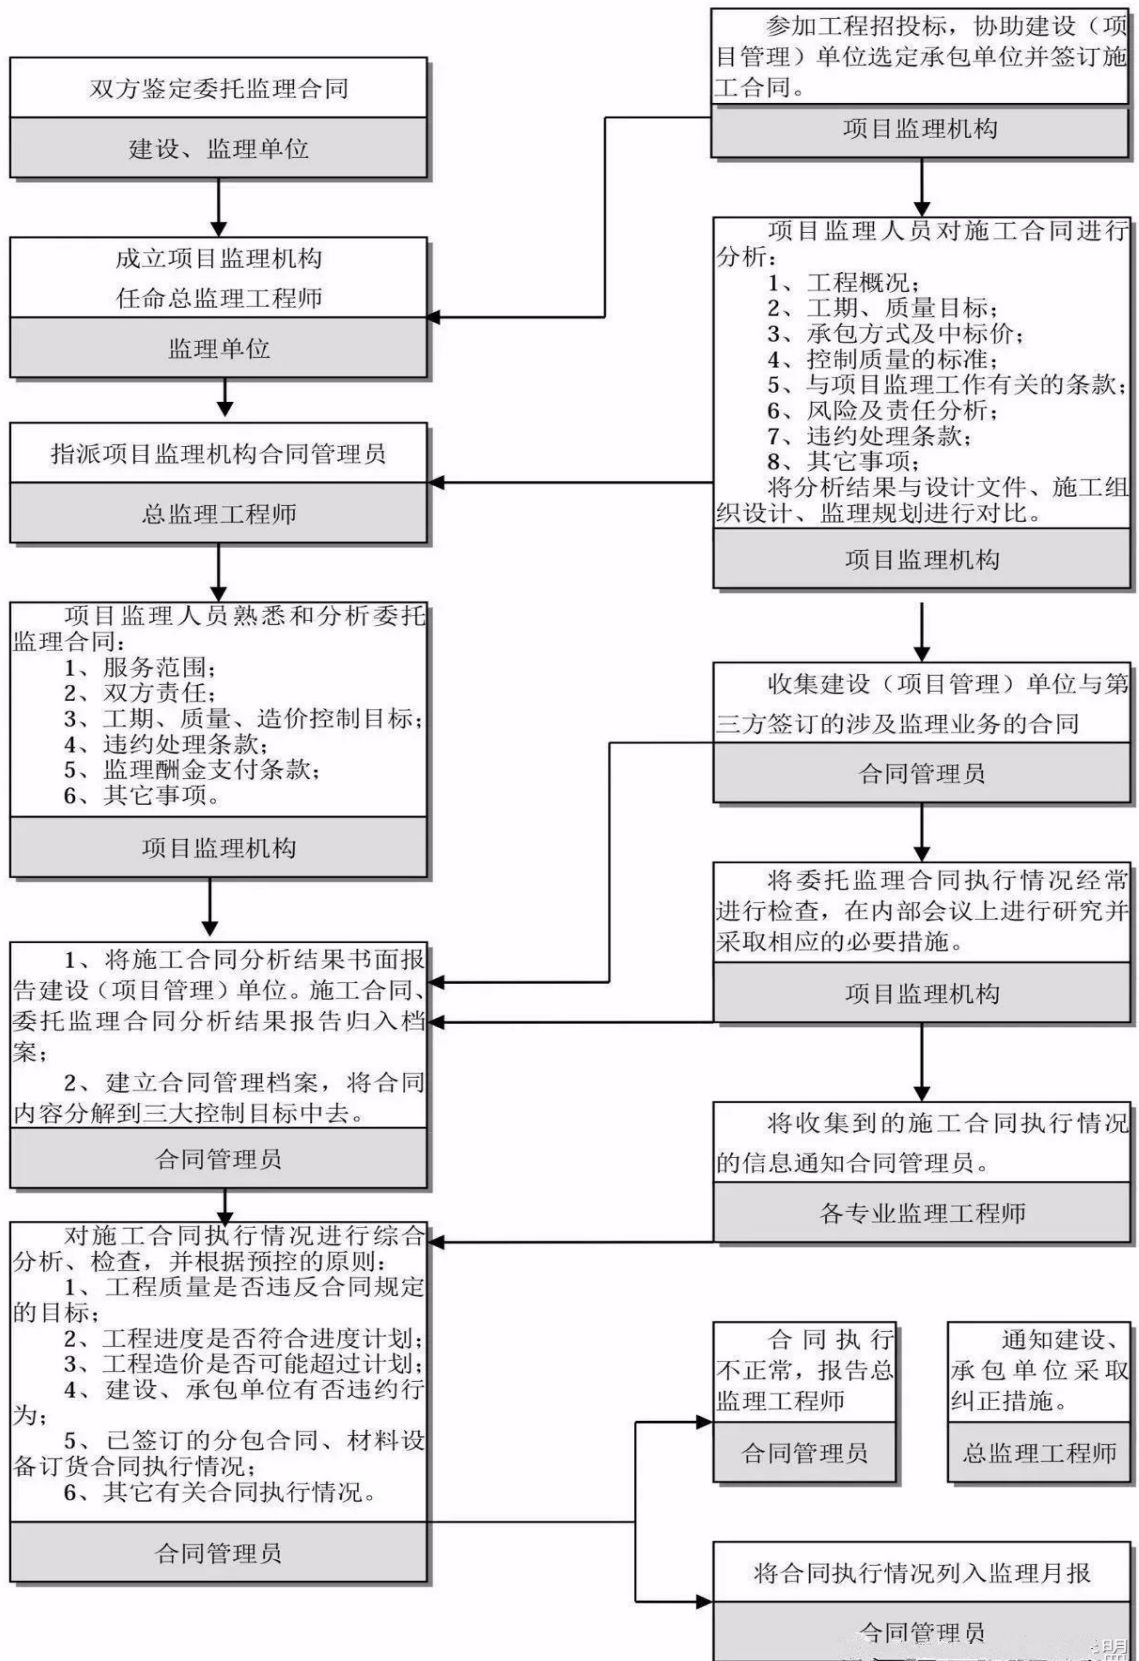 双方鉴定委托监理合同
建设、监理单位
成立项目监理机构
任命总监理工程师
监理单位
指派项目监理机构合同管理员
总监理工程师
项目监理人员熟悉和分析委托
监理合同：
1、服务范围；
2、双方责任；
3、工期、质量、造价控制目标；
4、违约处理条款；
5、监理酬金支付条款；
6、其它事项。
项目监理机构
1、将施工合同分析结果书面报
告建设（项目管理）单位。施工合同、
委托监理合同分析结果报告归入档
案；
2、建立合同管理档案，将合同
内容分解到三大控制目标中去。
合同管理员
对施工合同执行情况进行综合
分析、检查，并根据预控的原则：
1、工程质量是否违反合同规定
的目标；
2、工程进度是否符合进度计划；
3、工程造价是否可能超过计划；
4、建设、承包单位有否违约行
为；
5、已签订的分包合同、材料设
备订货合同执行情况；
6、其它有关合同执行情况。
合同管理员
参加工程招投标，协助建设（项
目管理）单位选定承包单位并签订施
工合同。
项目监理机构
项目监理人员对施工合同进行
分析：
1、工程概况；
2、工期、质量目标；
3、承包方式及中标价；
4、控制质量的标准；
5、与项目监理工作有关的条款；
6、风险及责任分析；
7、违约处理条款；
8、其它事项；
将分析结果与设计文件、施工组
织设计、监理规划进行对比。
项目监理机构
收集建设（项目管理）单位与第
三方签订的涉及监理业务的合同
合同管理员
将委托监理合同执行情况经常
进行检查，在内部会议上进行研究并
采取相应的必要措施。
项目监理机构
将收集到的施工合同执行情况
的信息通知合同管理员。
各专业监理工程师
合同执行
不正常，报告总
监理工程师
合同管理员
通知建设、
承包单位采取
纠正措施。
总监理工程师
将合同执行情况列入监理月报
合同管理员
盟